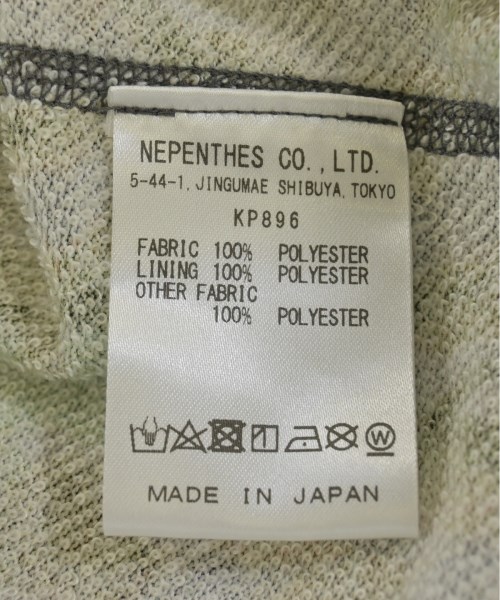 NEPENTHES CO.,LTD.
5-44-1, JINGUMAE SHIBUYA, TOKYO
KP896
FABRIC 100% POLYESTER
LINING 100% POLYESTER
OTHER FABRIC
100% POLYESTER
W
MADE IN JAPAN